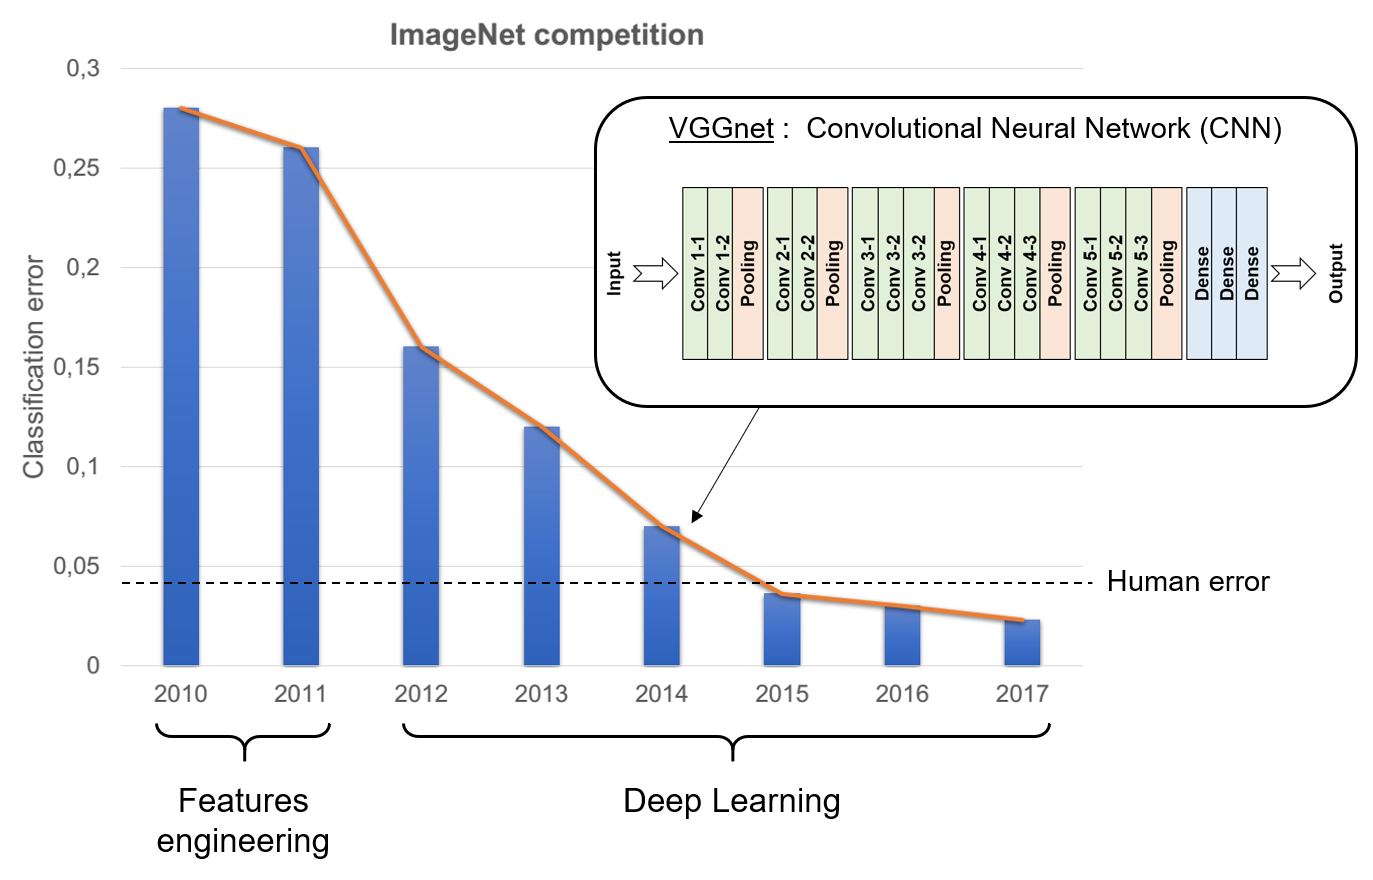 ImageNet competition
0,3
0,25
0,2
0,15
0,1
0,05
0
Classification error
VGGnet : Convolutional Neural Network (CNN)
Input
Conv 1-1
Conv 1-2
Pooling
Conv 2-1
Conv 2-2
Pooling
Conv 3-1
Conv 3-2
Conv 3-2
Pooling
Conv 4-1
Conv 4-2
Conv 4-3
Pooling
Conv 5-1
Conv 5-2
Conv 5-3
Pooling
Dense
Dense
Dense
Output
Human error
2010 2011 2012 2013 2014 2015 2016 2017
Features
engineering
Deep Learning